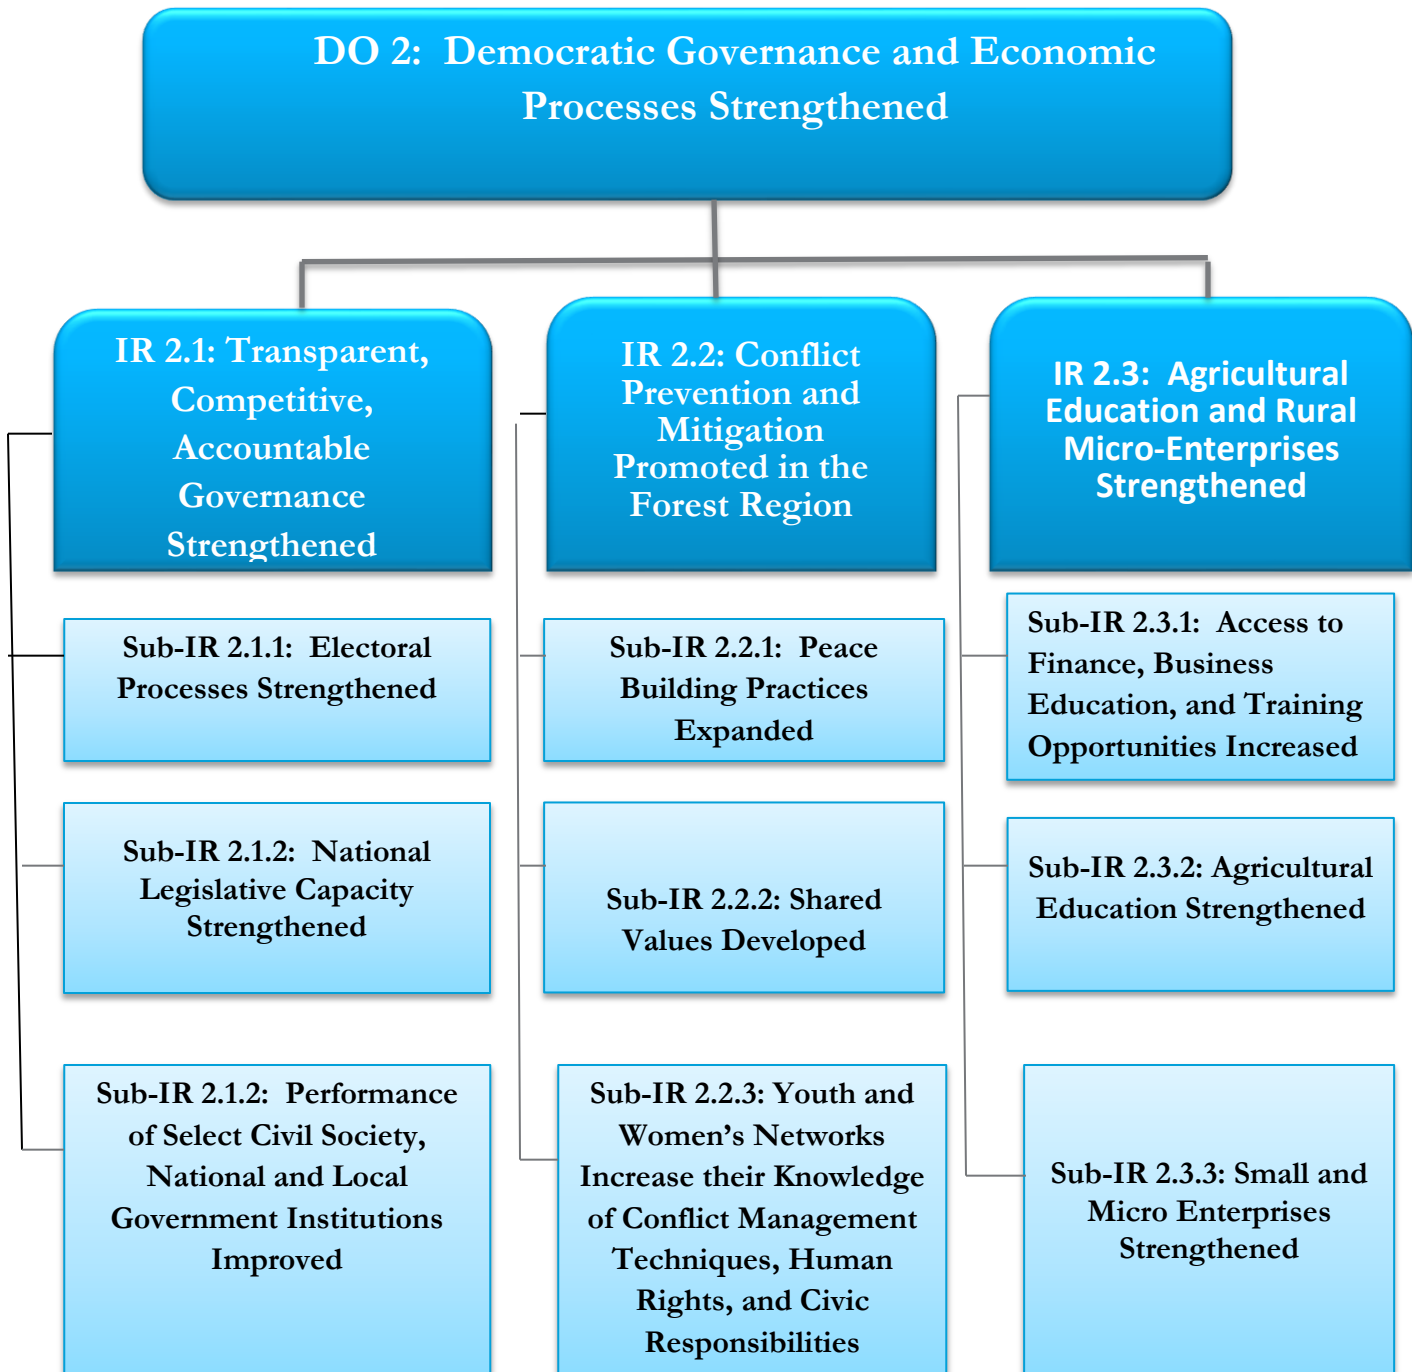 DO 2: Democratic Governance and Economic
Processes Strengthened
IR 2.1: Transparent,
Competitive,
Accountable
Governance
Strengthened
IR 2.2: Conflict
Prevention and
Mitigation
Promoted in the
Forest Region
IR 2.3: Agricultural
Education and Rural
Micro-Enterprises
Strengthened
Sub-IR 2.1.1: Electoral
Processes Strengthened
Sub-IR 2.2.1: Peace
Building Practices
Expanded
Sub-IR 2.3.1: Access to
Finance, Business
Education, and Training
Opportunities Increased
Sub-IR 2.1.2: National
Legislative Capacity
Strengthened
Sub-IR 2.2.2: Shared
Values Developed
Sub-IR 2.3.2: Agricultural
Education Strengthened
Sub-IR 2.1.2: Performance
of Select Civil Society,
National and Local
Government Institutions
Improved
Sub-IR 2.2.3: Youth and
Women’s Networks
Increase their Knowledge
of Conflict Management
Techniques, Human
Rights, and Civic
Responsibilities
Sub-IR 2.3.3: Small and
Micro Enterprises
Strengthened